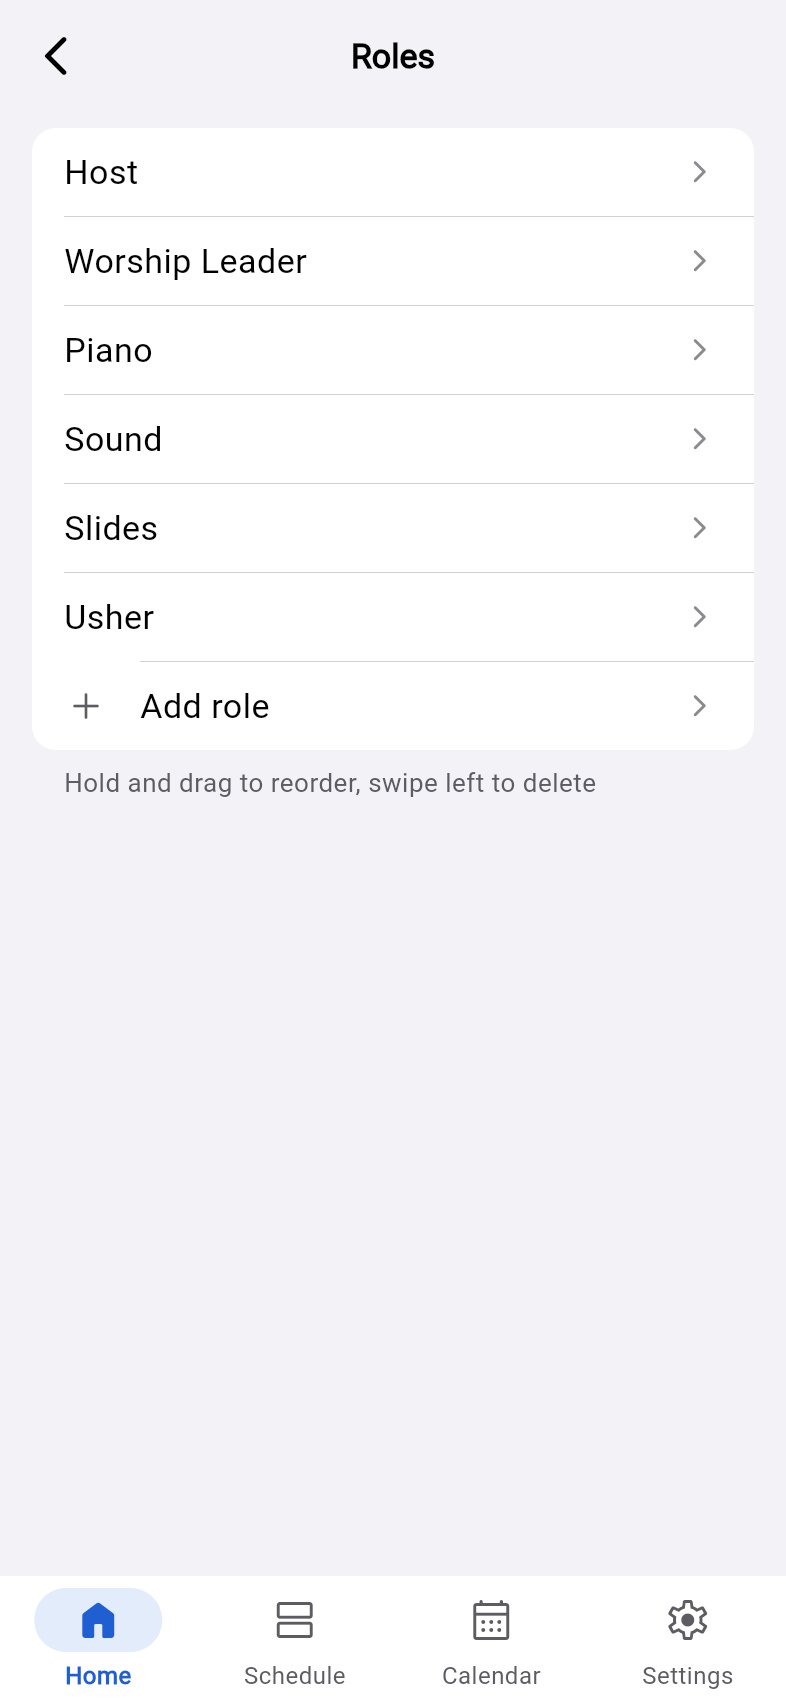 Roles
Host
Worship Leader
Piano
Sound
Slides
Usher
Add role
Hold and drag to reorder, swipe left to delete
Home
Schedule
Calendar
Settings